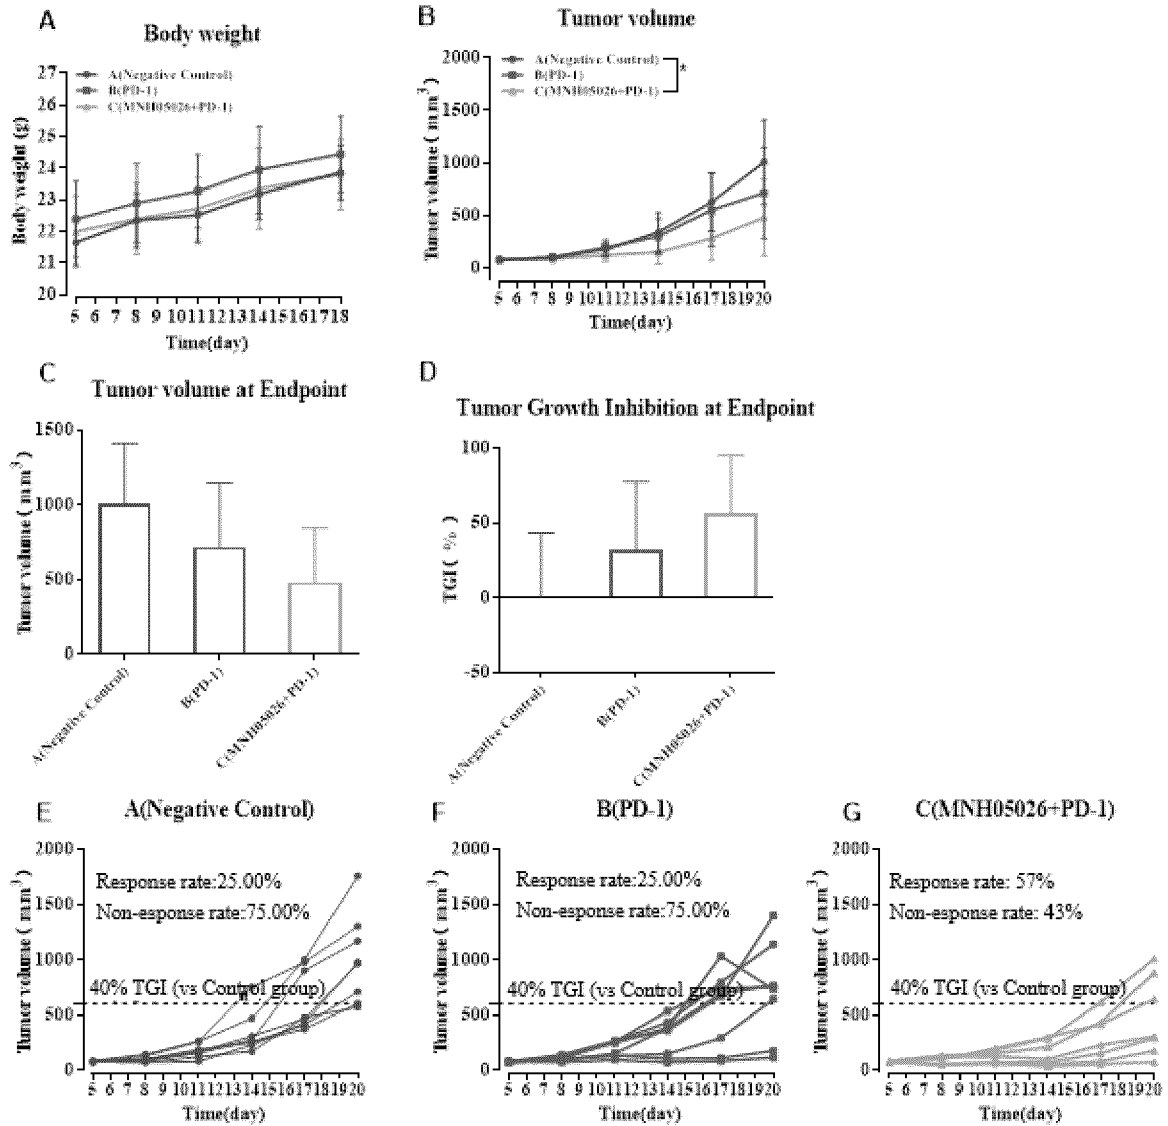 A
Body weight
27
26
25
24
23
22
21
20
Body weight (g)
A(Negative Control)
B(PD-1)
C(MNH05026+PD-1)
5 6 7 8 9 10 11 12 13 14 15 16 17 18
Time(day)
B
Tumor volume
2000
1500
1000
500
0
Tumor volume ( mm³)
A(Negative Control)
B(PD-1)
C(MNH05026+PD-1)
*
5 6 7 8 9 10 11 12 13 14 15 16 17 18 19 20
Time(day)
C
Tumor volume at Endpoint
1500
1000
500
0
Tumor volume ( mm³)
A(Negative Control)
B(PD-1)
C(MNH05026+PD-1)
D
Tumor Growth Inhibition at Endpoint
100
50
0
-50
TGI ( % )
A(Negative Control)
B(PD-1)
C(MNH05026+PD-1)
E
A(Negative Control)
2000
1500
1000
500
0
Tumor volume ( mm³)
Response rate:25.00%
Non-esponse rate:75.00%
40% TGI (vs Control group)
5 6 7 8 9 10 11 12 13 14 15 16 17 18 19 20
Time(day)
F
B(PD-1)
2000
1500
1000
500
0
Tumor volume ( mm³)
Response rate:25.00%
Non-esponse rate:75.00%
40% TGI (vs Control group)
5 6 7 8 9 10 11 12 13 14 15 16 17 18 19 20
Time(day)
G
C(MNH05026+PD-1)
2000
1500
1000
500
0
Tumor volume ( mm³)
Response rate: 57%
Non-esponse rate: 43%
40% TGI (vs Control group)
5 6 7 8 9 10 11 12 13 14 15 16 17 18 19 20
Time(day)